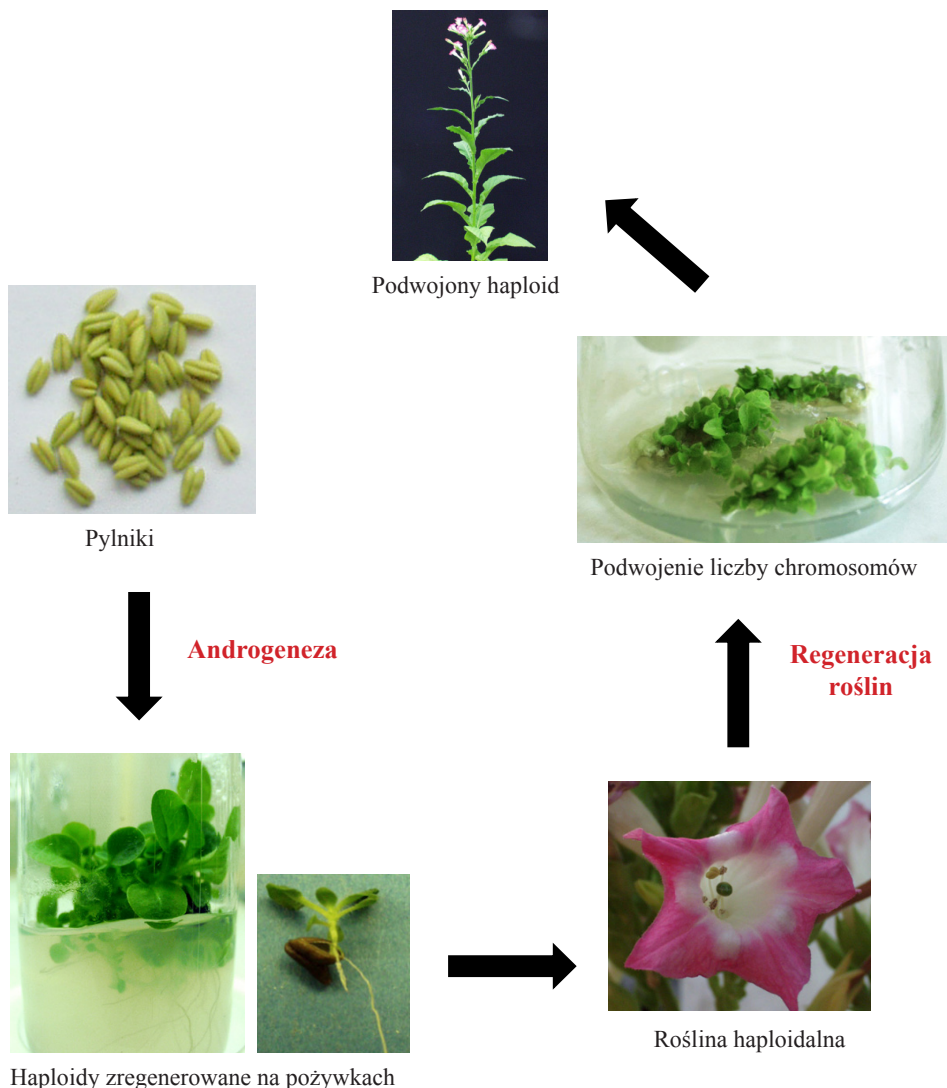 Podwojony haploid
Pylniki
Podwojenie liczby chromosomów
Androgeneza
Regeneracja
roślin
Roślina haploidalna
Haploidy zregenerowane na pożywkach